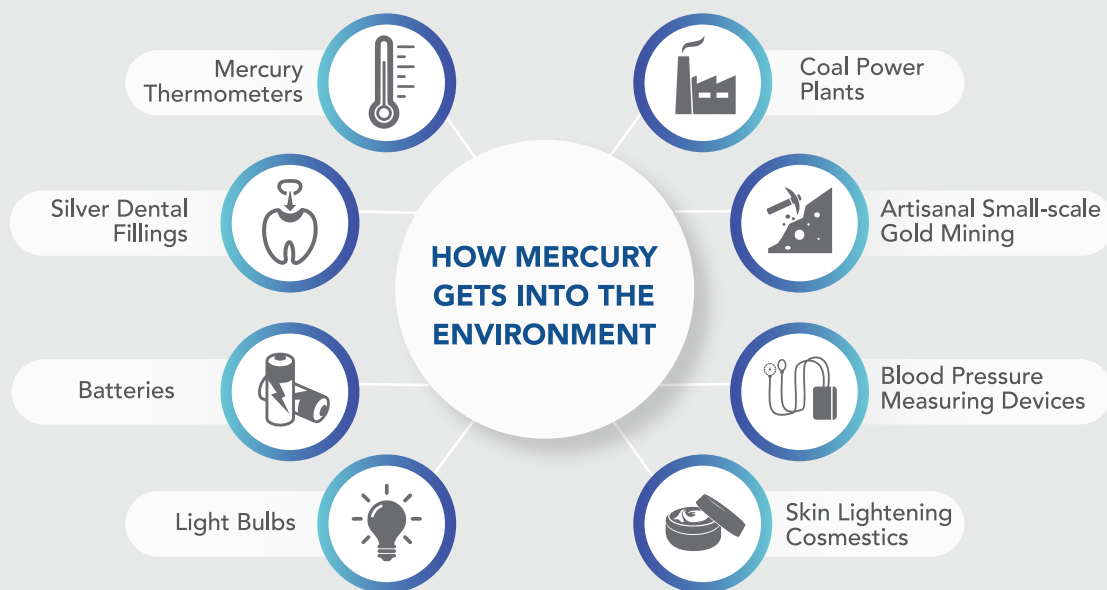 Mercury
Thermometers
Coal Power
Plants
Silver Dental
Fillings
Artisanal Small-scale
Gold Mining
HOW MERCURY
GETS INTO THE
ENVIRONMENT
Batteries
Blood Pressure
Measuring Devices
Light Bulbs
Skin Lightening
Cosmestics